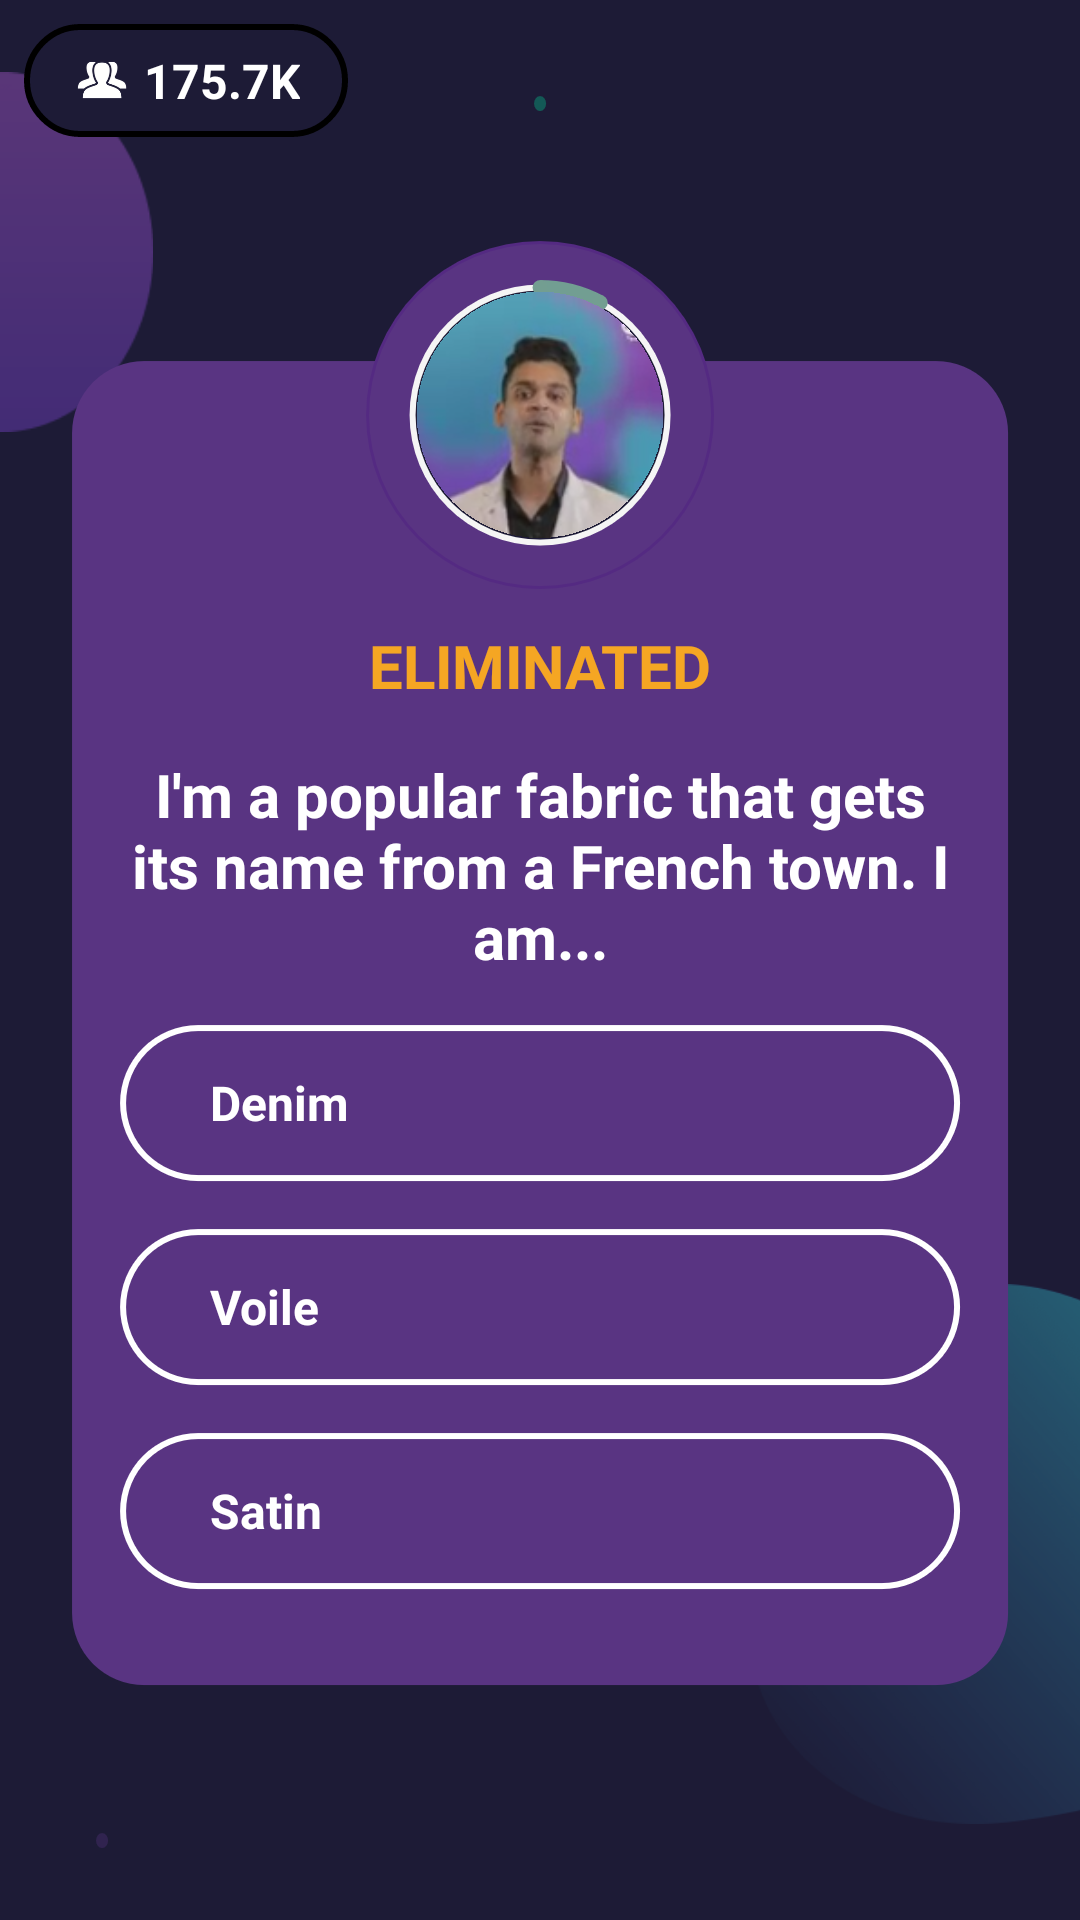 175.7K
ELIMINATED
I'm a popular fabric that gets
its name from a French town. I
am...
Denim
Voile
Satin